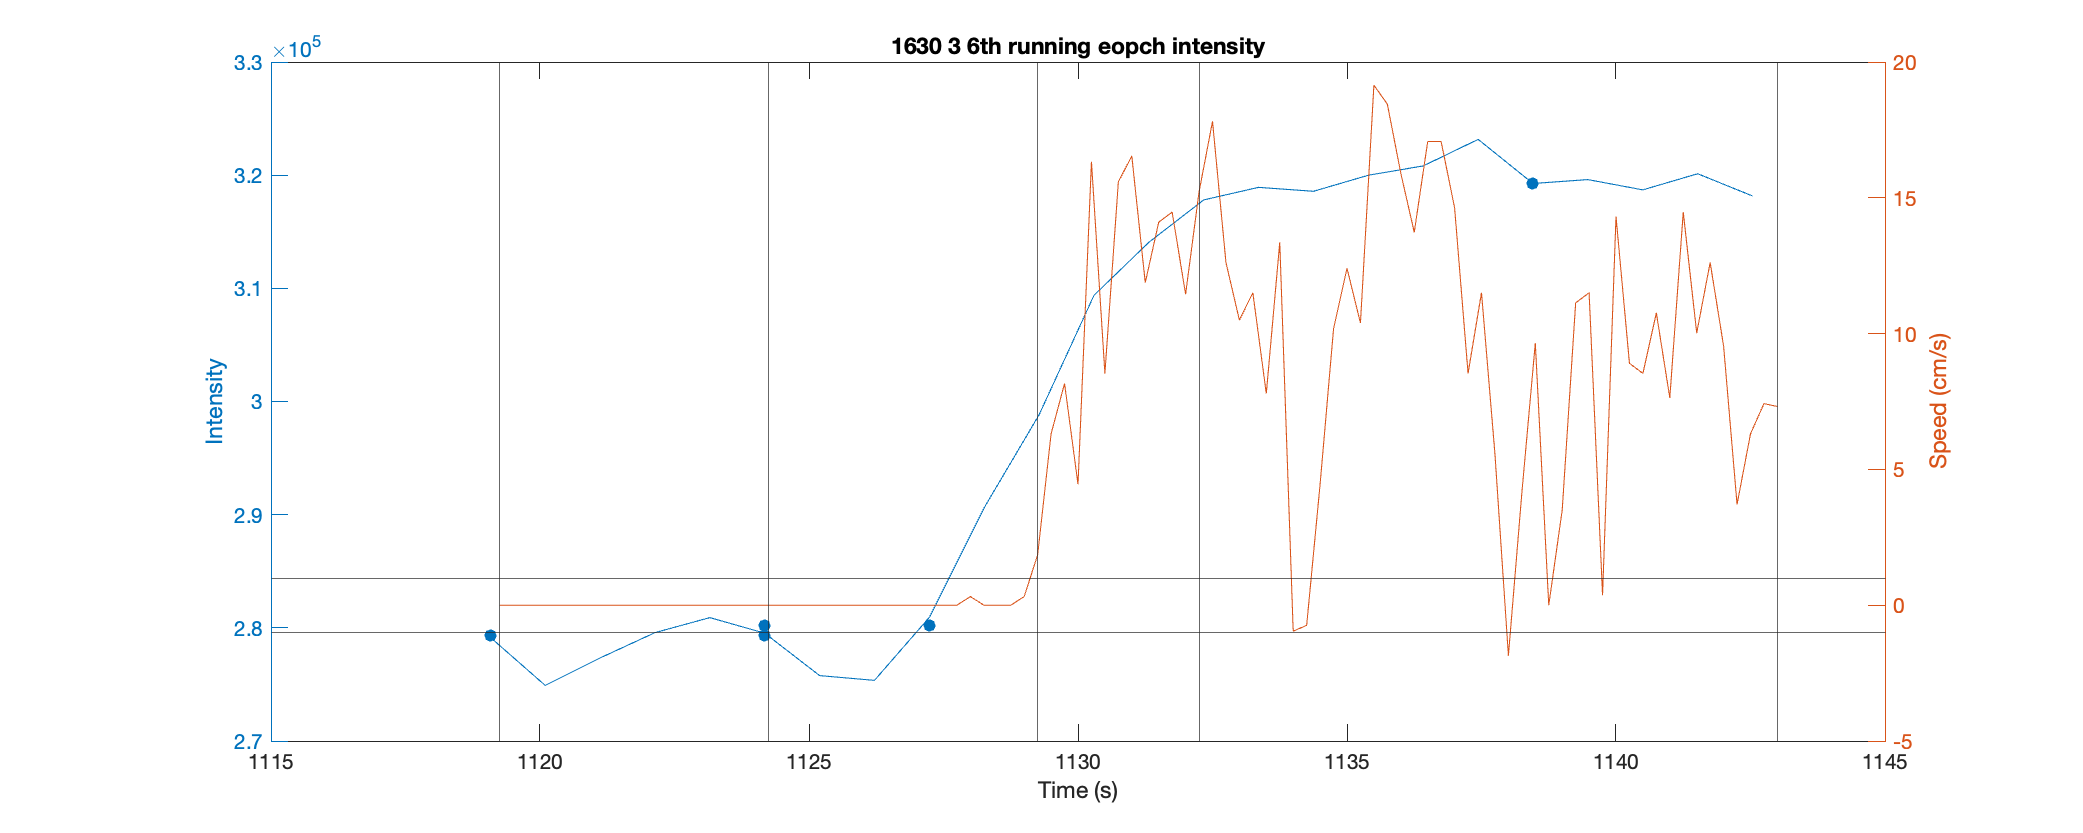 1630 3 6th running eopch intensity
×10^5
3.3
3.2
3.1
3
2.9
2.8
2.7
Intensity
20
15
10
5
0
-5
Speed (cm/s)
1115 1120 1125 1130 1135 1140 1145
Time (s)